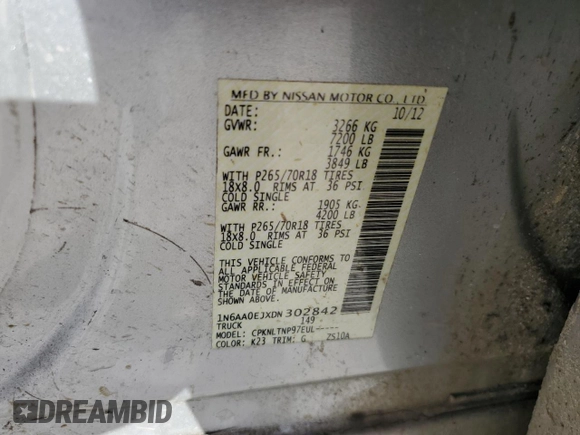 MFD BY NISSAN MOTOR CO., LTD.
DATE: 10/12
GVWR: 3266 KG
7200 LB
GAWR FR.: 1746 KG
3849 LB
WITH P265/70R18 TIRES
18x8.0 RIMS AT 36 PSI
COLD SINGLE
GAWR RR.: 1905 KG
4200 LB
WITH P265/70R18 TIRES
18x8.0 RIMS AT 36 PSI
COLD SINGLE
THIS VEHICLE CONFORMS TO
ALL APPLICABLE FEDERAL
MOTOR VEHICLE SAFETY
STANDARDS IN EFFECT ON
THE DATE OF MANUFACTURE
SHOWN ABOVE.
1N6AA0EJXDN302842
TRUCK 149
MODEL: CPKNLTNP97EUL-----
COLOR: K23 TRIM: G ZS10A
DREAMBID